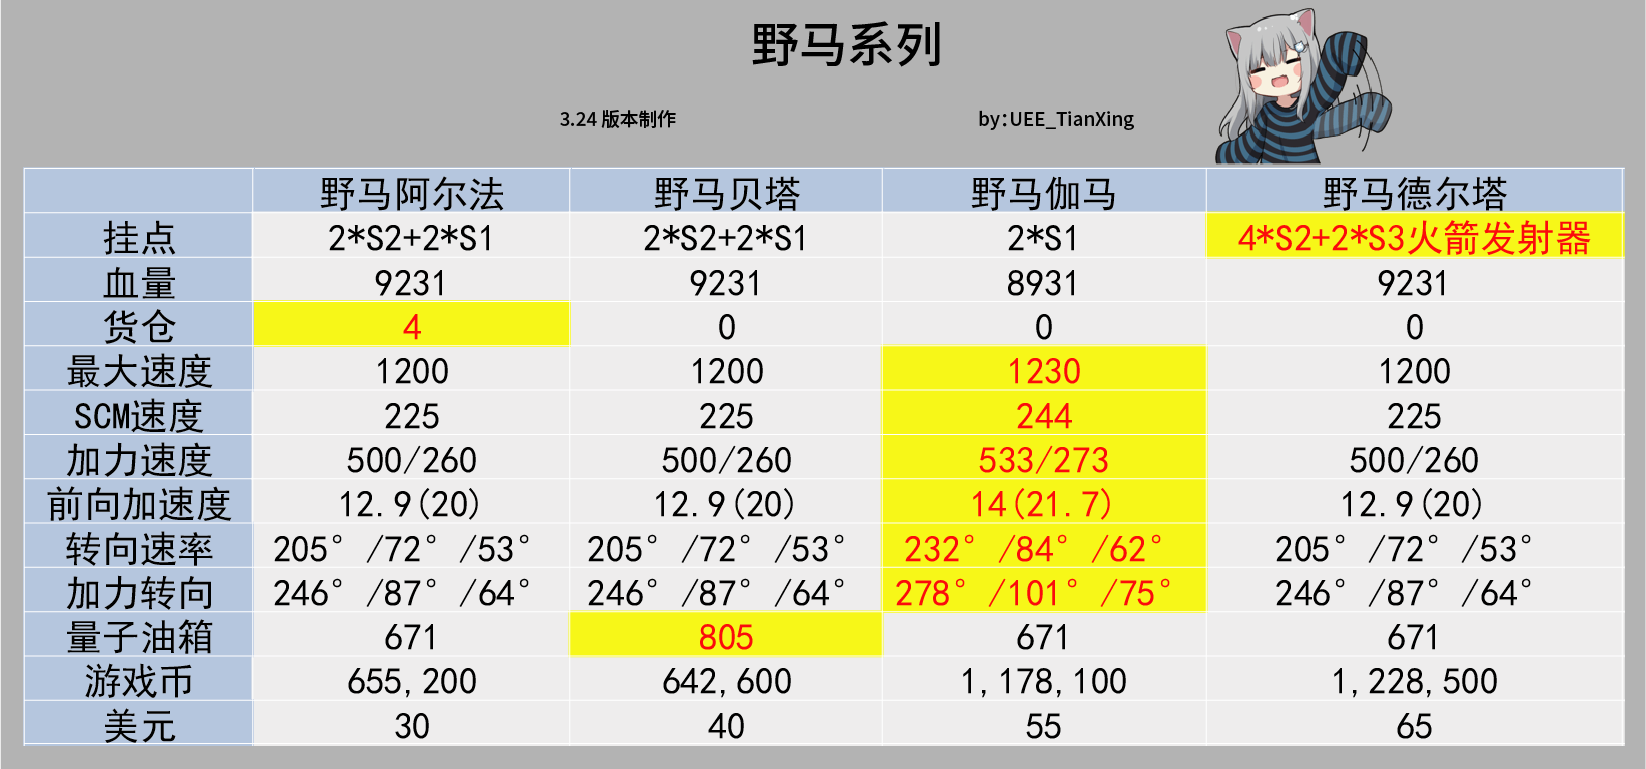 野马系列
3.24 版本制作 by:UEE_TianXing
野马阿尔法 野马贝塔 野马伽马 野马德尔塔
挂点 2*S2+2*S1 2*S2+2*S1 2*S1 4*S2+2*S3火箭发射器
血量 9231 9231 8931 9231
货仓 4 0 0 0
最大速度 1200 1200 1230 1200
SCM速度 225 225 244 225
加力速度 500/260 500/260 533/273 500/260
前向加速度 12.9(20) 12.9(20) 14(21.7) 12.9(20)
转向速率 205° /72° /53° 205° /72° /53° 232° /84° /62° 205° /72° /53°
加力转向 246° /87° /64° 246° /87° /64° 278° /101° /75° 246° /87° /64°
量子油箱 671 805 671 671
游戏币 655,200 642,600 1,178,100 1,228,500
美元 30 40 55 65